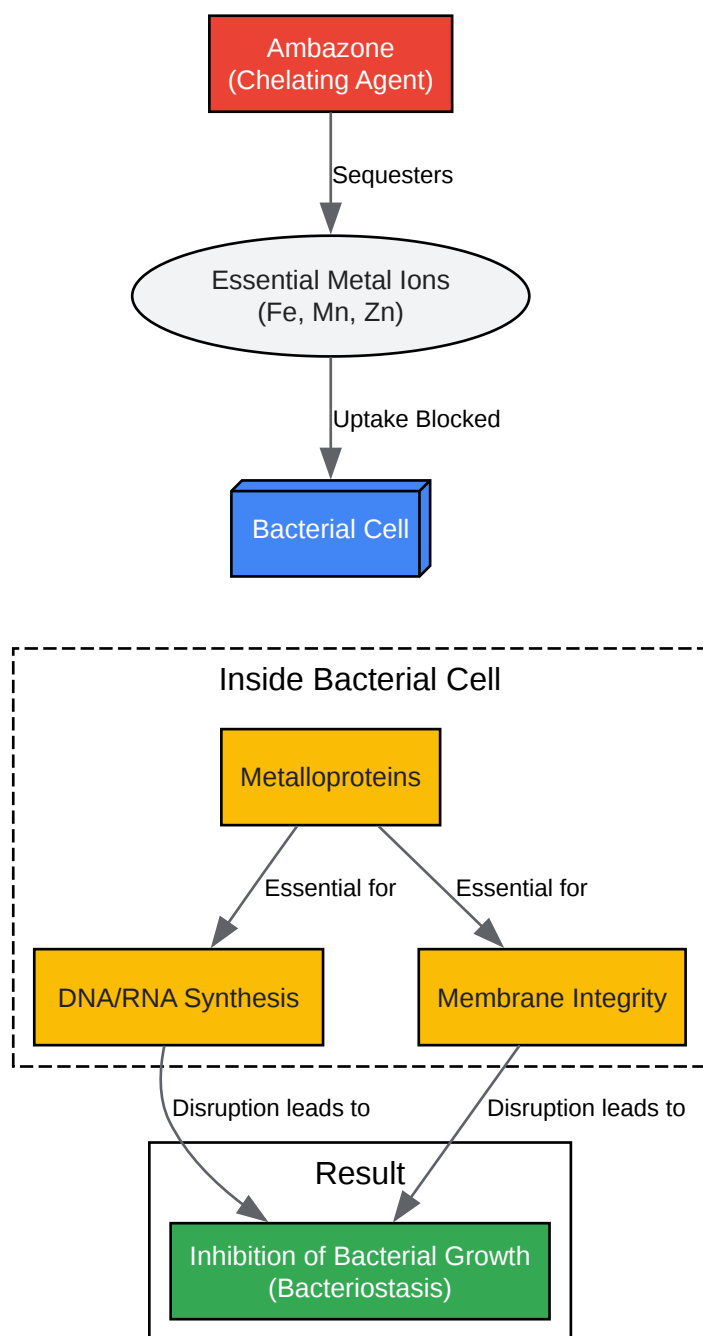 Ambazone
(Chelating Agent)
Sequesters
Essential Metal Ions
(Fe, Mn, Zn)
Uptake Blocked
Bacterial Cell
Inside Bacterial Cell
Metalloproteins
Essential for
Essential for
DNA/RNA Synthesis
Membrane Integrity
Disruption leads to
Disruption leads to
Result
Inhibition of Bacterial Growth
(Bacteriostasis)